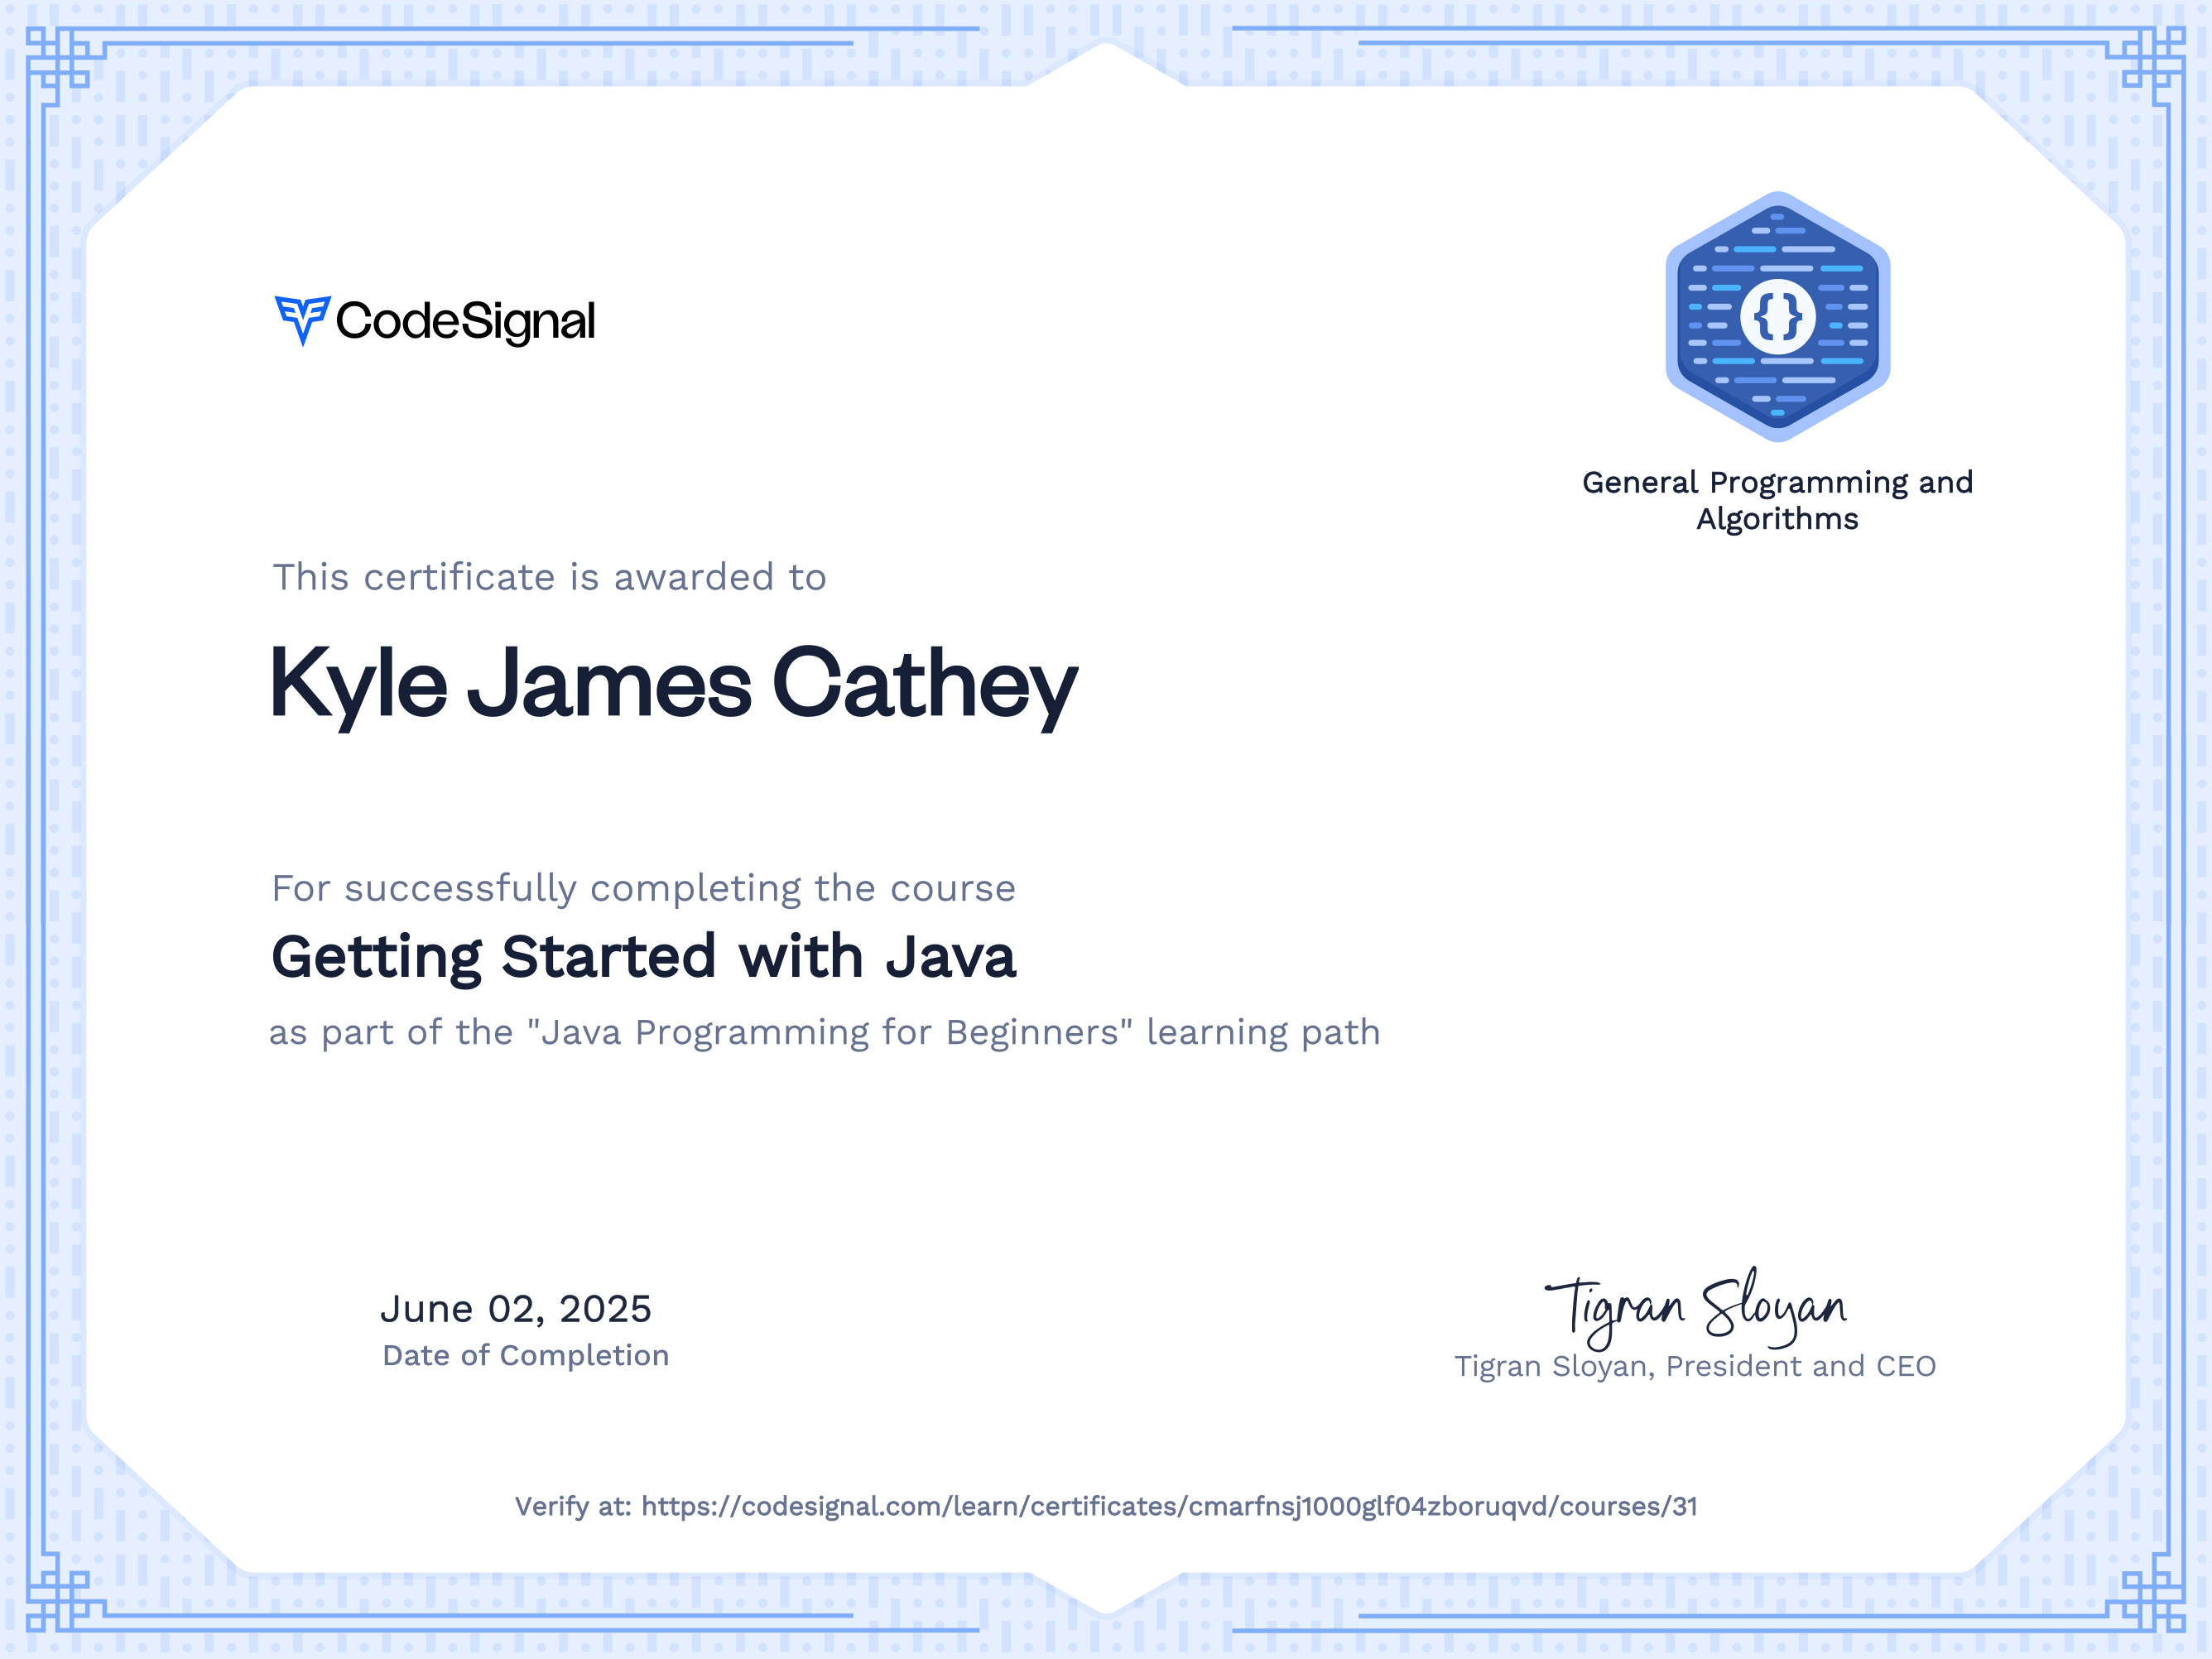 CodeSignal
{}
General Programming and
Algorithms
This certificate is awarded to
Kyle James Cathey
For successfully completing the course
Getting Started with Java
as part of the "Java Programming for Beginners" learning path
June 02, 2025
Date of Completion
Tigran Sloyan
Tigran Sloyan, President and CEO
Verify at: https://codesignal.com/learn/certificates/cmarfnsj1000glf04zboruqvd/courses/31